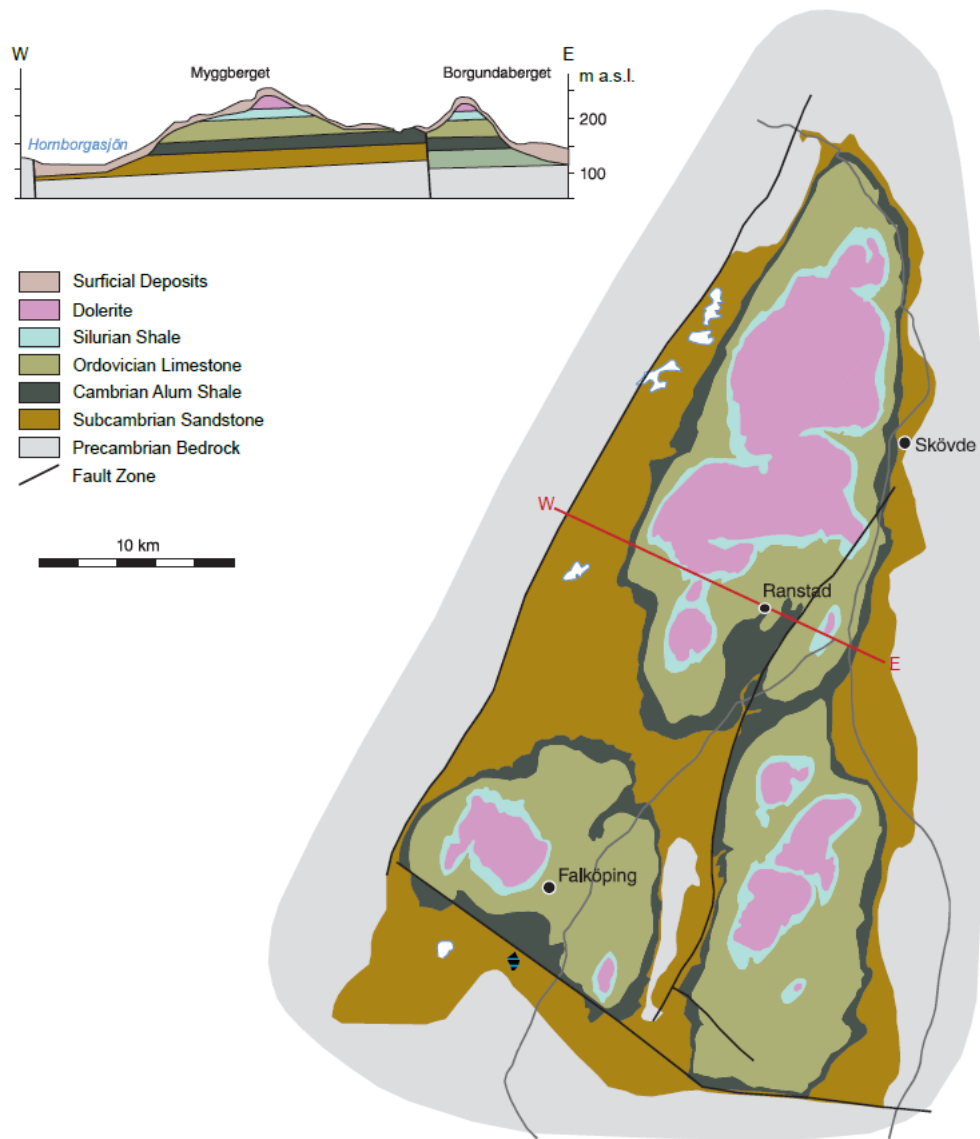 W
E
Myggberget
Borgundaberget
m a.s.l.
200
Hornborgasjön
100
Surficial Deposits
Dolerite
Silurian Shale
Ordovician Limestone
Cambrian Alum Shale
Subcambrian Sandstone
Precambrian Bedrock
Fault Zone
10 km
Skövde
W
Ranstad
E
Falköping